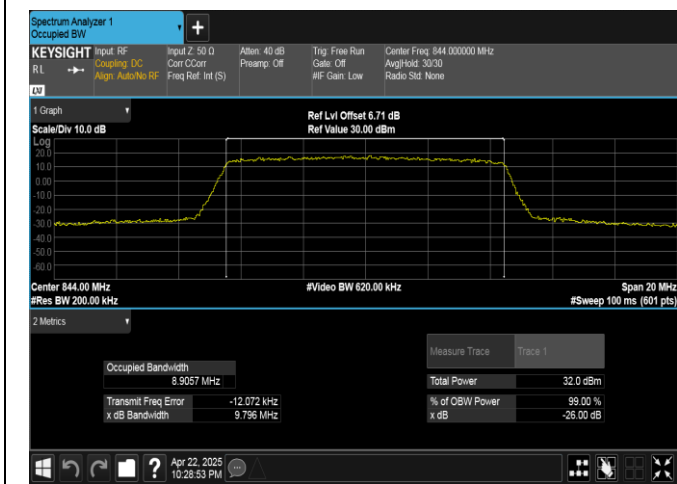 Spectrum Analyzer 1
Occupied BW
+
KEYSIGHT Input: RF Input Z: 50 Ω Atten: 40 dB Trig: Free Run Center Freq: 844.000000 MHz
RL Coupling: DC Corr CCorr Preamp: Off Gate: Off Avg|Hold: 30/30
Align: Auto/No RF Freq Ref: Int (S) #IF Gain: Low Radio Std: None
LXI
1 Graph Ref Lvl Offset 6.71 dB
Scale/Div 10.0 dB Ref Value 30.00 dBm
Log
20.0
10.0
0.00
-10.0
-20.0
-30.0
-40.0
-50.0
-60.0
Center 844.00 MHz #Video BW 620.00 kHz Span 20 MHz
#Res BW 200.00 kHz #Sweep 100 ms (601 pts)
2 Metrics
Measure Trace Trace 1
Occupied Bandwidth
8.9057 MHz Total Power 32.0 dBm
Transmit Freq Error -12.072 kHz % of OBW Power 99.00 %
x dB Bandwidth 9.796 MHz x dB -26.00 dB
? Apr 22, 2025
10:28:53 PM